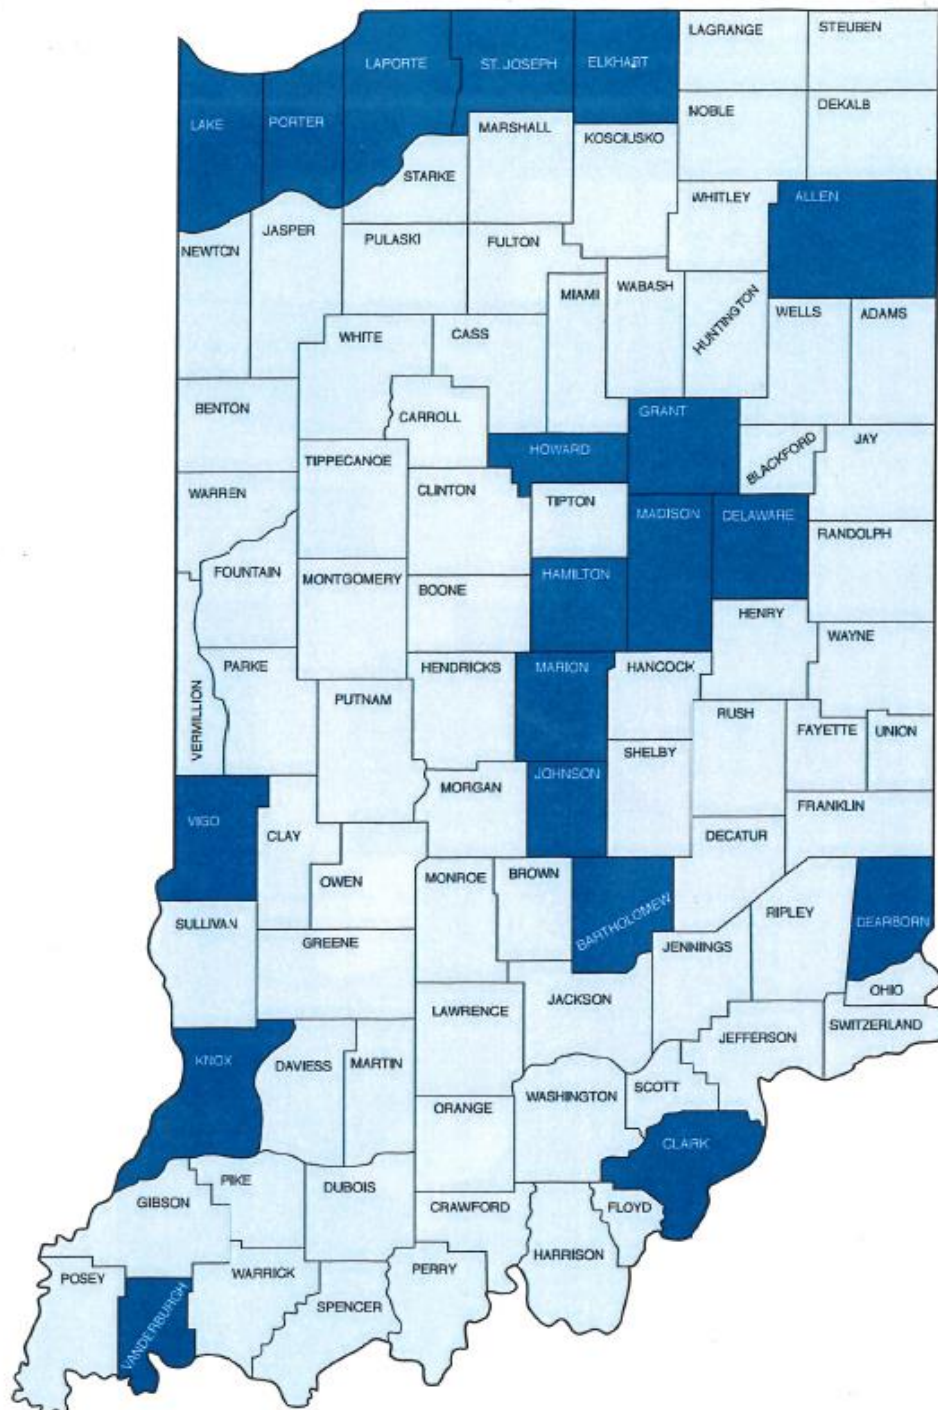 LAGRANGE
STEUBEN
LAPORTE
ST. JOSEPH
ELKHART
NOBLE
DEKALB
LAKE
PORTER
MARSHALL
KOSCIUSKO
STARKE
WHITLEY
ALLEN
NEWTON
JASPER
PULASKI
FULTON
MIAMI
WABASH
HUNTINGTON
WELLS
ADAMS
WHITE
CASS
BENTON
CARROLL
GRANT
HOWARD
BLACKFORD
JAY
TIPPECANOE
WARREN
CLINTON
TIPTON
MADISON
DELAWARE
RANDOLPH
FOUNTAIN
MONTGOMERY
BOONE
HAMILTON
HENRY
WAYNE
VERMILLION
PARKE
HENDRICKS
MARION
HANCOCK
PUTNAM
RUSH
FAYETTE
UNION
SHELBY
JOHNSON
MORGAN
FRANKLIN
VIGO
CLAY
DECATUR
OWEN
MONROE
BROWN
BARTHOLOMEW
RIPLEY
DEARBORN
SULLIVAN
GREENE
JENNINGS
OHIO
JACKSON
LAWRENCE
SWITZERLAND
JEFFERSON
KNOX
DAVIESS
MARTIN
SCOTT
WASHINGTON
ORANGE
CLARK
PIKE
DUBOIS
GIBSON
CRAWFORD
FLOYD
HARRISON
POSEY
WARRICK
PERRY
VANDERBURGH
SPENCER